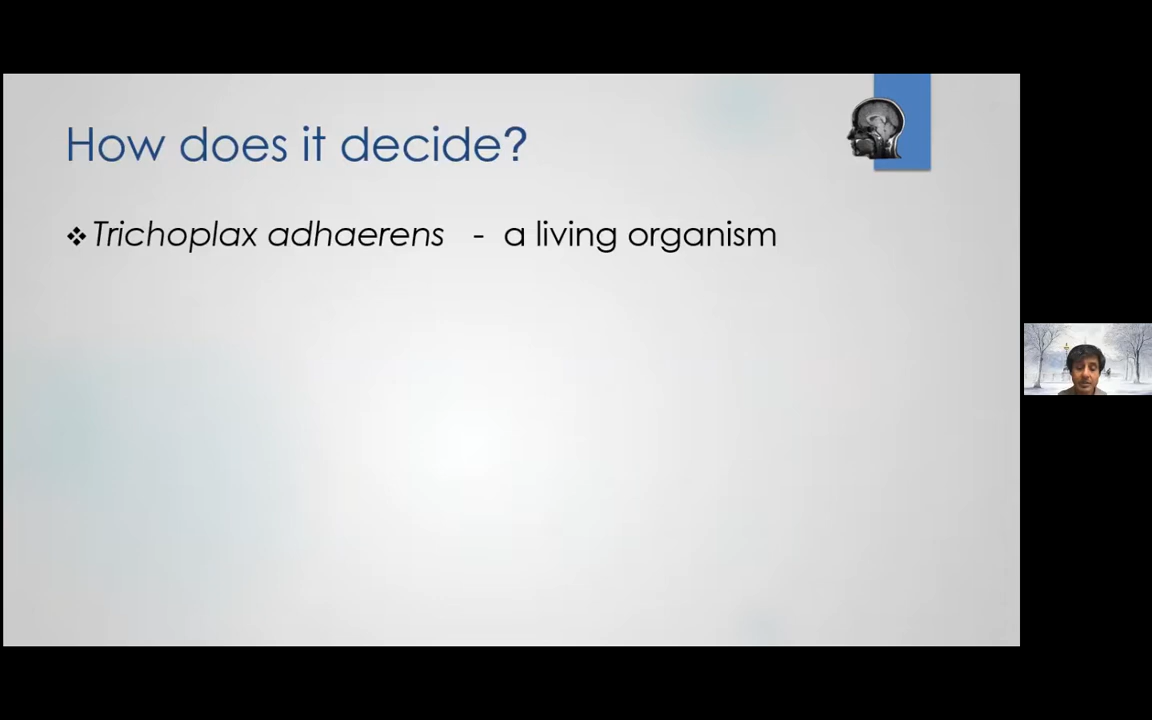 How does it decide?
❖ Trichoplax adhaerens - a living organism